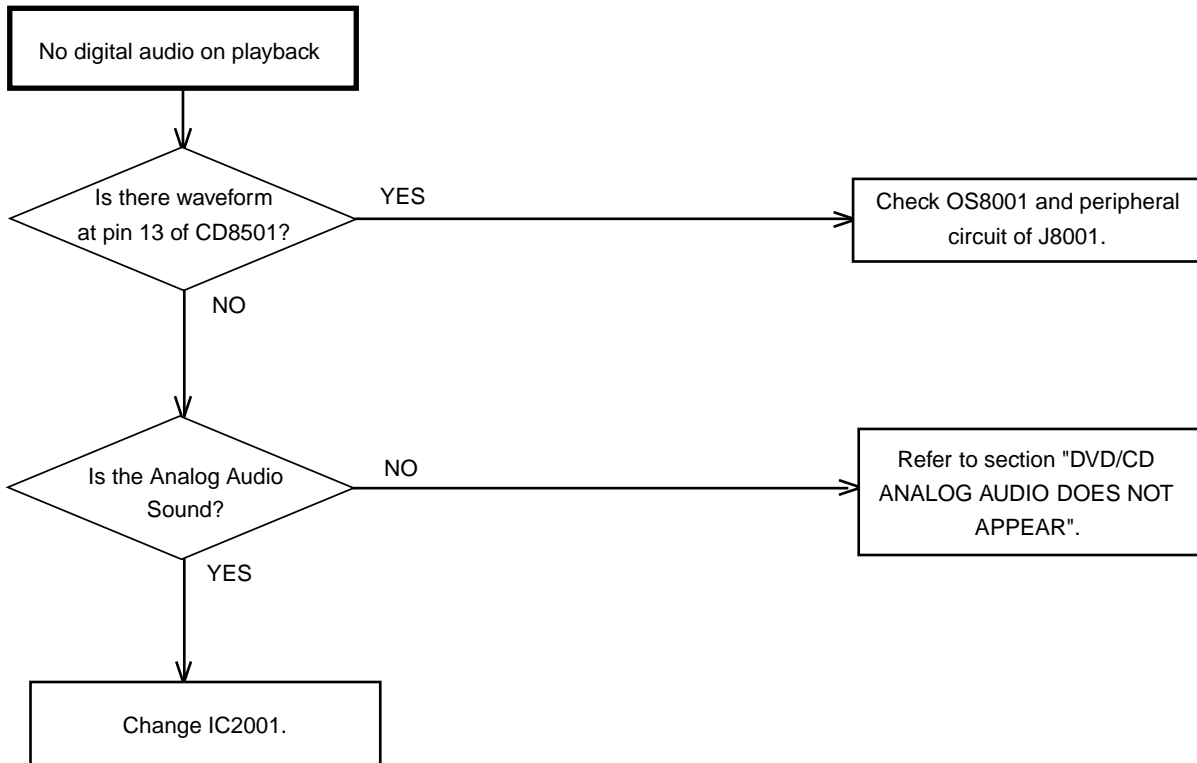 No digital audio on playback
Is there waveform
at pin 13 of CD8501?
YES
Check OS8001 and peripheral
circuit of J8001.
NO
Is the Analog Audio
Sound?
NO
Refer to section "DVD/CD
ANALOG AUDIO DOES NOT
APPEAR".
YES
Change IC2001.